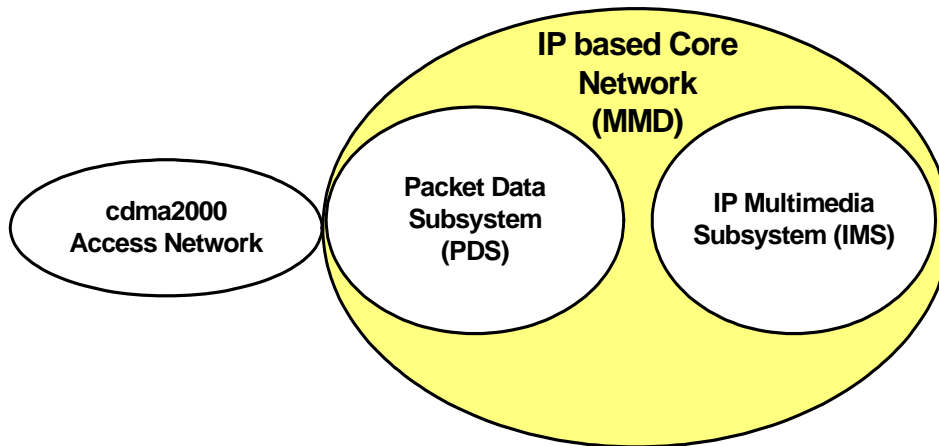 IP based Core
Network
(MMD)
cdma2000
Access Network
Packet Data
Subsystem
(PDS)
IP Multimedia
Subsystem (IMS)